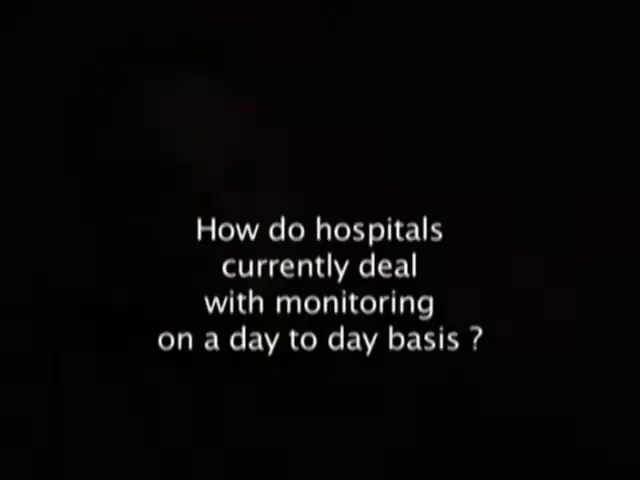 How do hospitals
currently deal
with monitoring
on a day to day basis ?